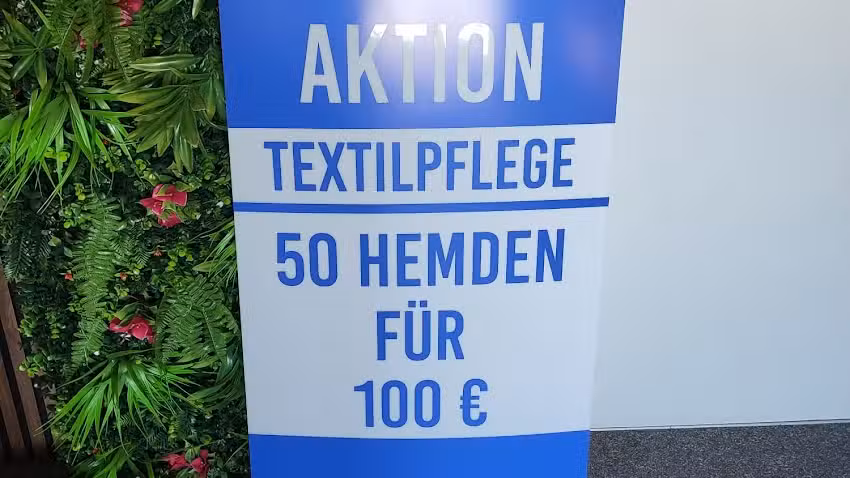 AKTION
TEXTILPFLEGE
50 HEMDEN
FÜR
100 €